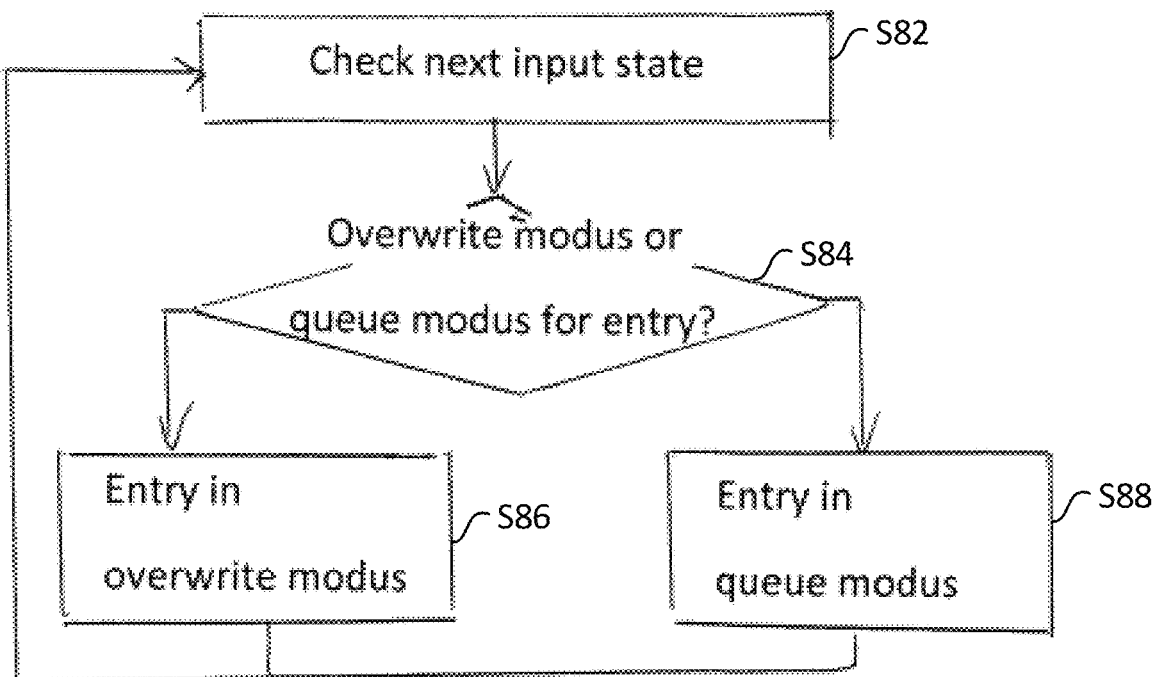 S82
Check next input state
Overwrite modus or
S84
queue modus for entry?
Entry in
overwrite modus
S86
Entry in
queue modus
S88